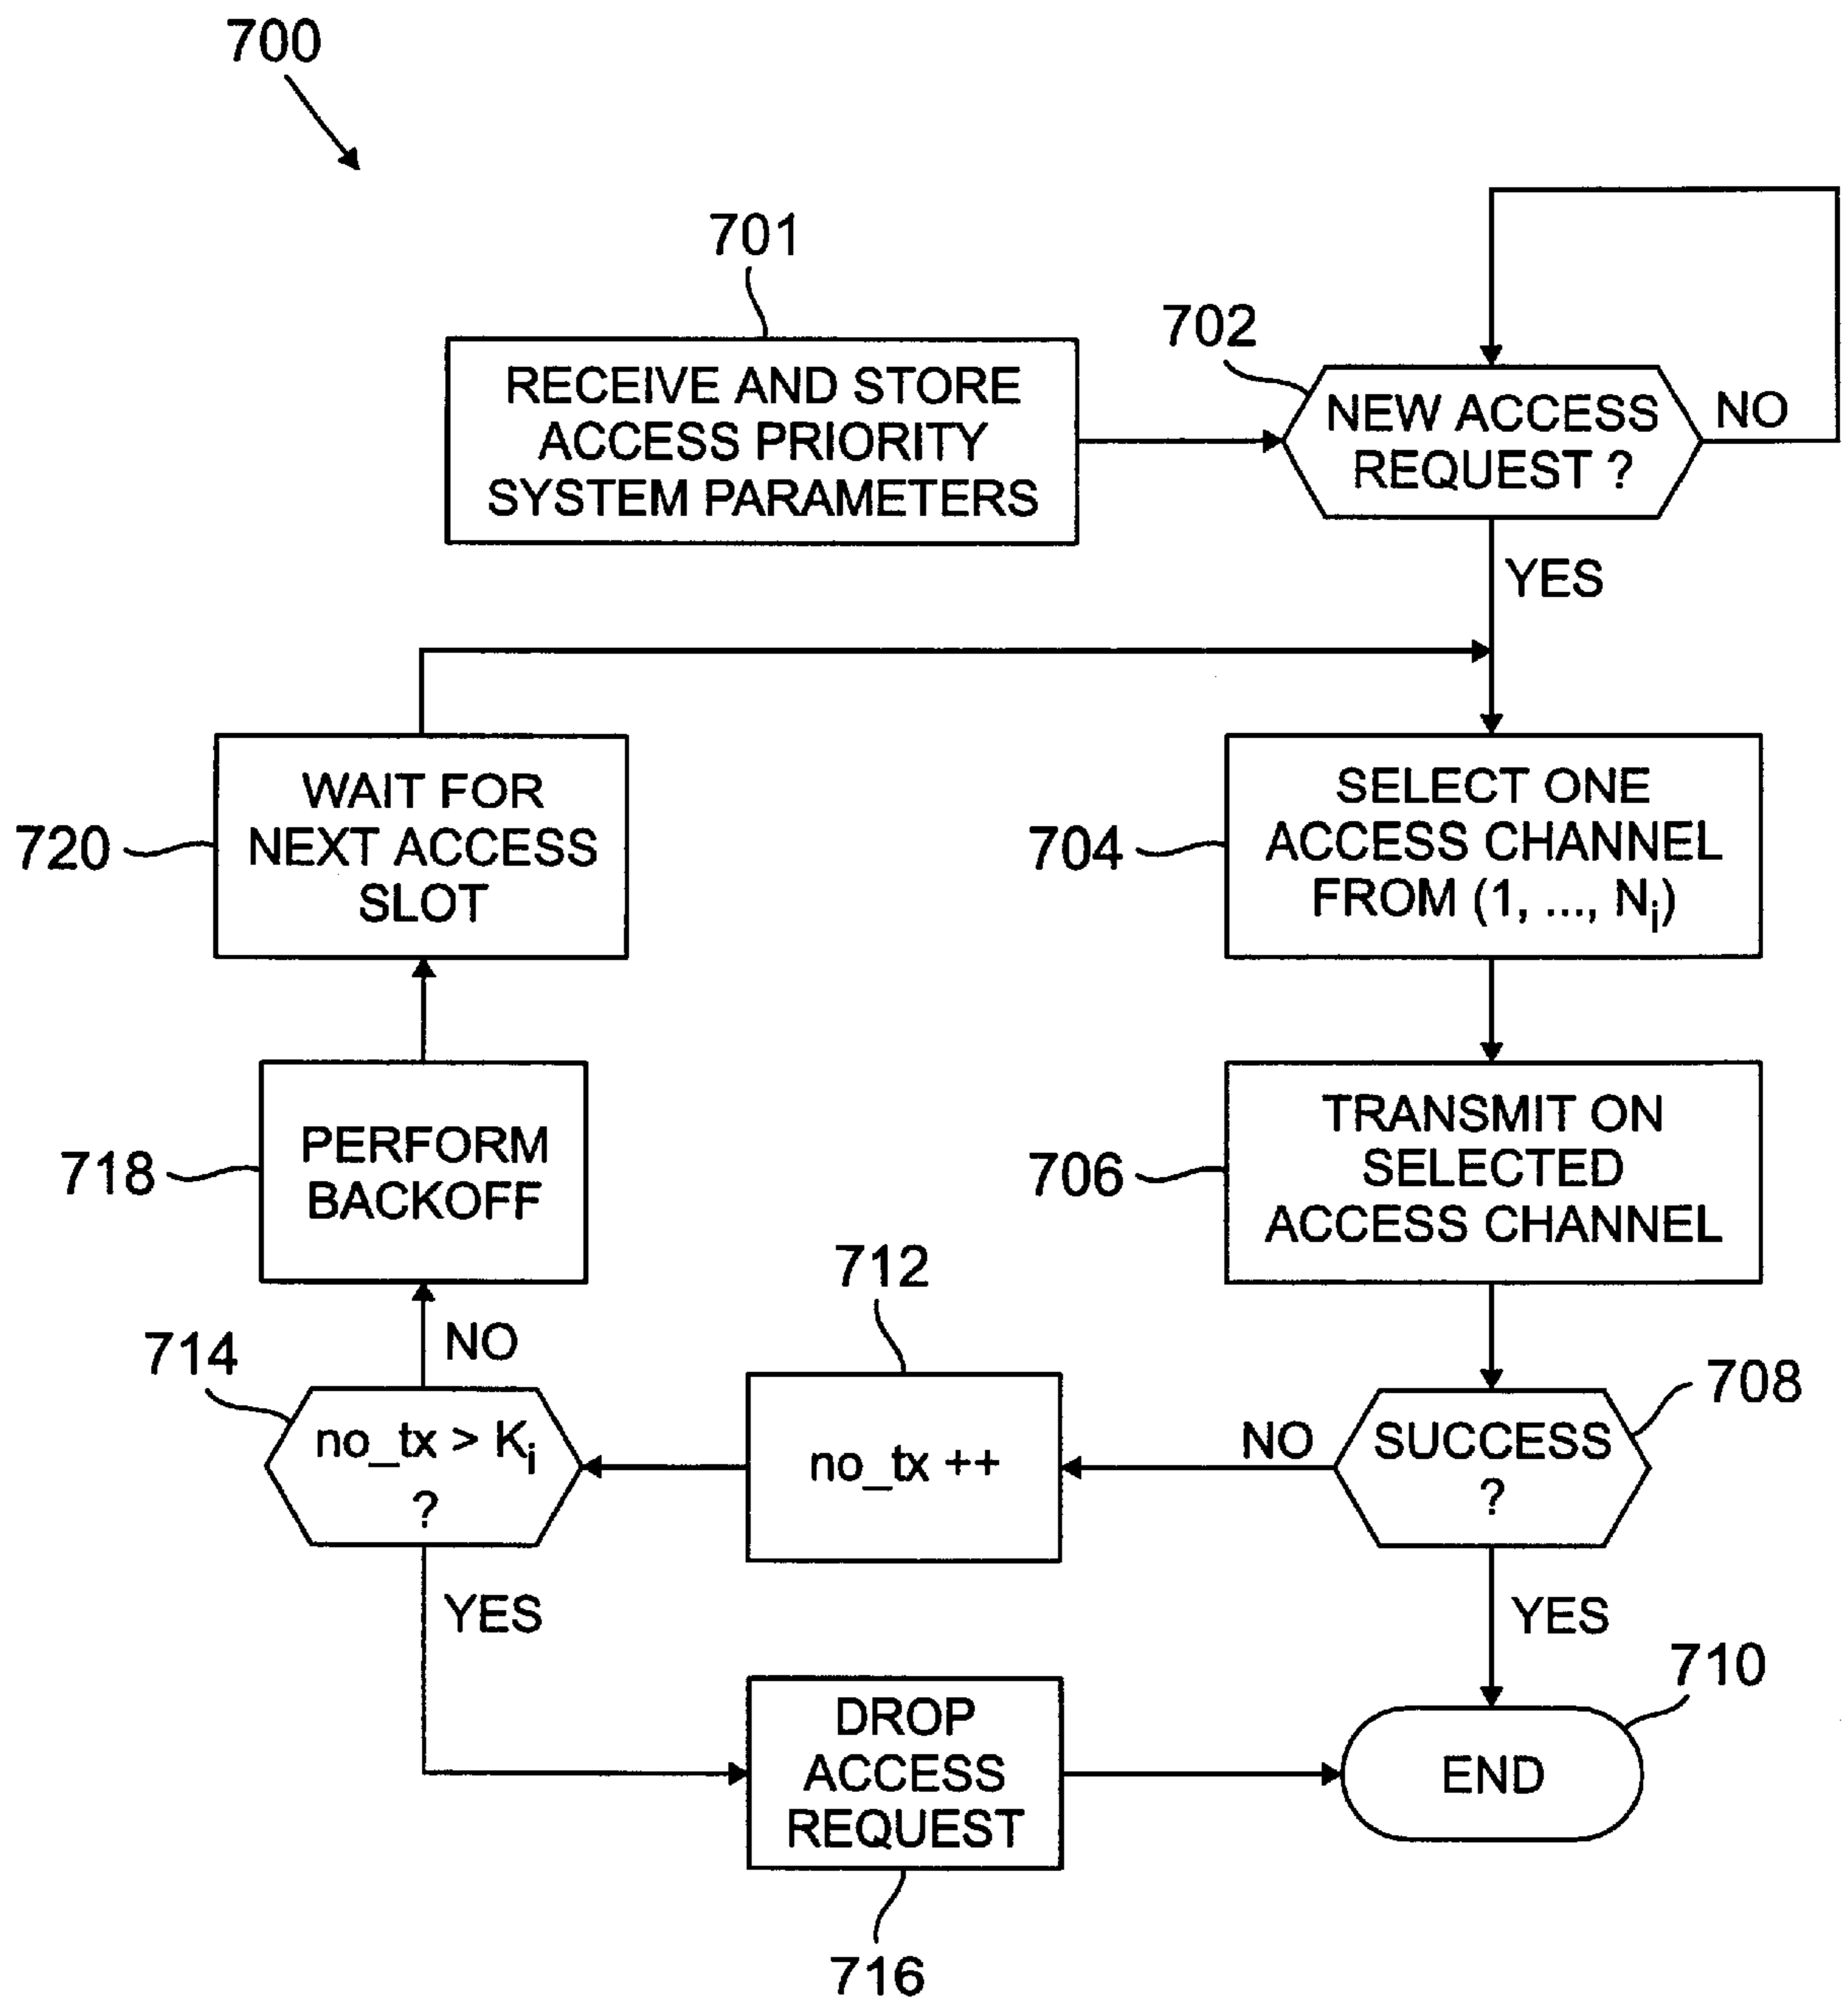 700
701
RECEIVE AND STORE
ACCESS PRIORITY
SYSTEM PARAMETERS
702
NEW ACCESS
REQUEST ?
NO
YES
720
WAIT FOR
NEXT ACCESS
SLOT
704
SELECT ONE
ACCESS CHANNEL
FROM (1, ..., Ni)
718
PERFORM
BACKOFF
706
TRANSMIT ON
SELECTED
ACCESS CHANNEL
714
NO
no_tx > Ki
?
YES
712
no_tx ++
NO
708
SUCCESS
?
YES
716
DROP
ACCESS
REQUEST
710
END